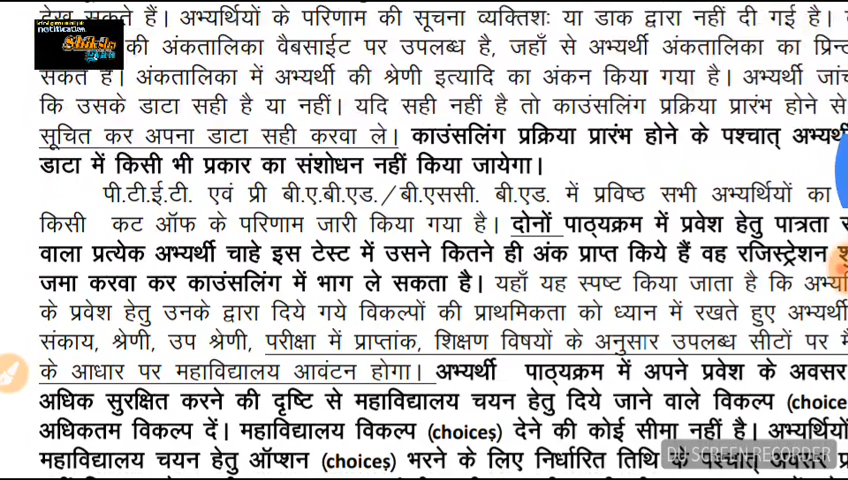 देख सकते हैं। अभ्यर्थियों के परिणाम की सूचना व्यक्तिशः या डाक द्वारा नहीं दी गई है।
notification
की अंकतालिका वैबसाईट पर उपलब्ध है, जहाँ से अभ्यर्थी अंकतालिका का प्रिन्ट
सकते हैं। अंकतालिका में अभ्यर्थी की श्रेणी इत्यादि का अंकन किया गया है। अभ्यर्थी जांच
कि उसके डाटा सही है या नहीं। यदि सही नहीं है तो काउंसलिंग प्रक्रिया प्रारंभ होने से
सूचित कर अपना डाटा सही करवा ले। काउंसलिंग प्रक्रिया प्रारंभ होने के पश्चात् अभ्यर्थी
डाटा में किसी भी प्रकार का संशोधन नहीं किया जायेगा।
पी.टी.ई.टी. एवं प्री बी.ए.बी.एड./बी.एससी. बी.एड. में प्रविष्ठ सभी अभ्यर्थियों का
किसी कट ऑफ के परिणाम जारी किया गया है। दोनों पाठ्यक्रम में प्रवेश हेतु पात्रता
वाला प्रत्येक अभ्यर्थी चाहे इस टेस्ट में उसने कितने ही अंक प्राप्त किये हैं वह रजिस्ट्रेशन
जमा करवा कर काउंसलिंग में भाग ले सकता है। यहाँ यह स्पष्ट किया जाता है कि
के प्रवेश हेतु उनके द्वारा दिये गये विकल्पों की प्राथमिकता को ध्यान में रखते हुए अभ्यर्थी
संकाय, श्रेणी, उप श्रेणी, परीक्षा में प्राप्तांक, शिक्षण विषयों के अनुसार उपलब्ध सीटों पर
के आधार पर महाविद्यालय आवंटन होगा। अभ्यर्थी पाठ्यक्रम में अपने प्रवेश के अवसर
अधिक सुरक्षित करने की दृष्टि से महाविद्यालय चयन हेतु दिये जाने वाले विकल्प (choice
अधिकतम विकल्प दें। महाविद्यालय विकल्प (choices) देने की कोई सीमा नहीं है। अभ्यर्थियों
महाविद्यालय चयन हेतु ऑप्शन (choices) भरने के लिए निर्धारित तिथि के पश्चात् अवसर
DU SCREEN RECORDER